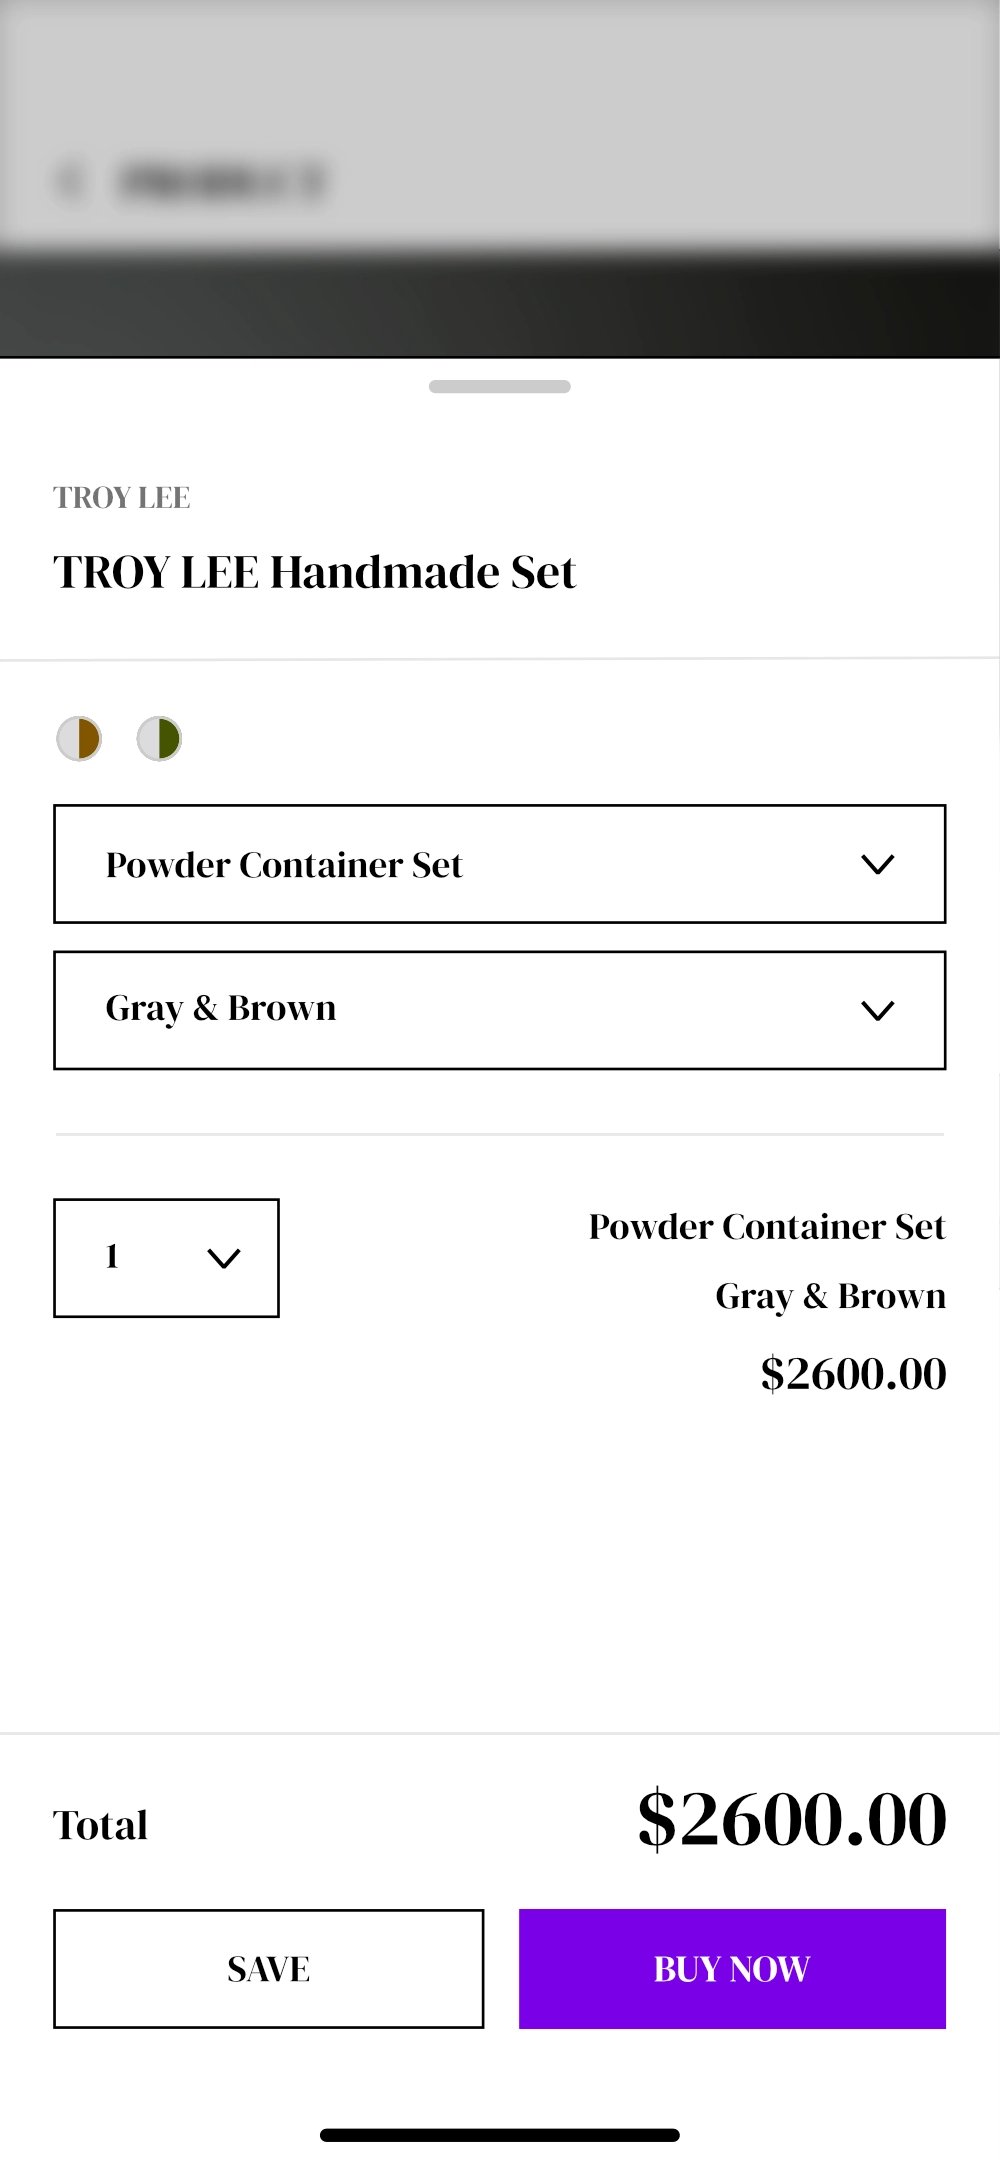 TROY LEE
TROY LEE Handmade Set
Powder Container Set
Gray & Brown
1
Powder Container Set
Gray & Brown
$2600.00
Total
$2600.00
SAVE
BUY NOW